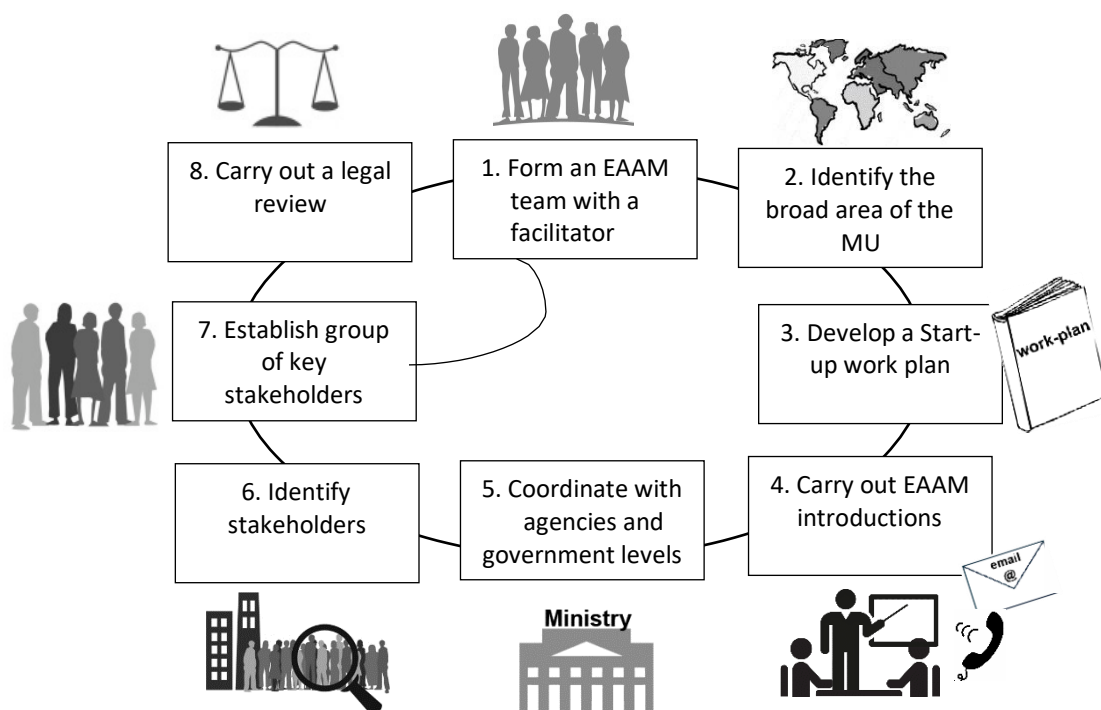 1. Form an EAAM
team with a
facilitator
2. Identify the
broad area of the
MU
3. Develop a Start-
up work plan
work-plan
4. Carry out EAAM
introductions
email
@
5. Coordinate with
agencies and
government levels
Ministry
6. Identify
stakeholders
7. Establish group
of key
stakeholders
8. Carry out a legal
review